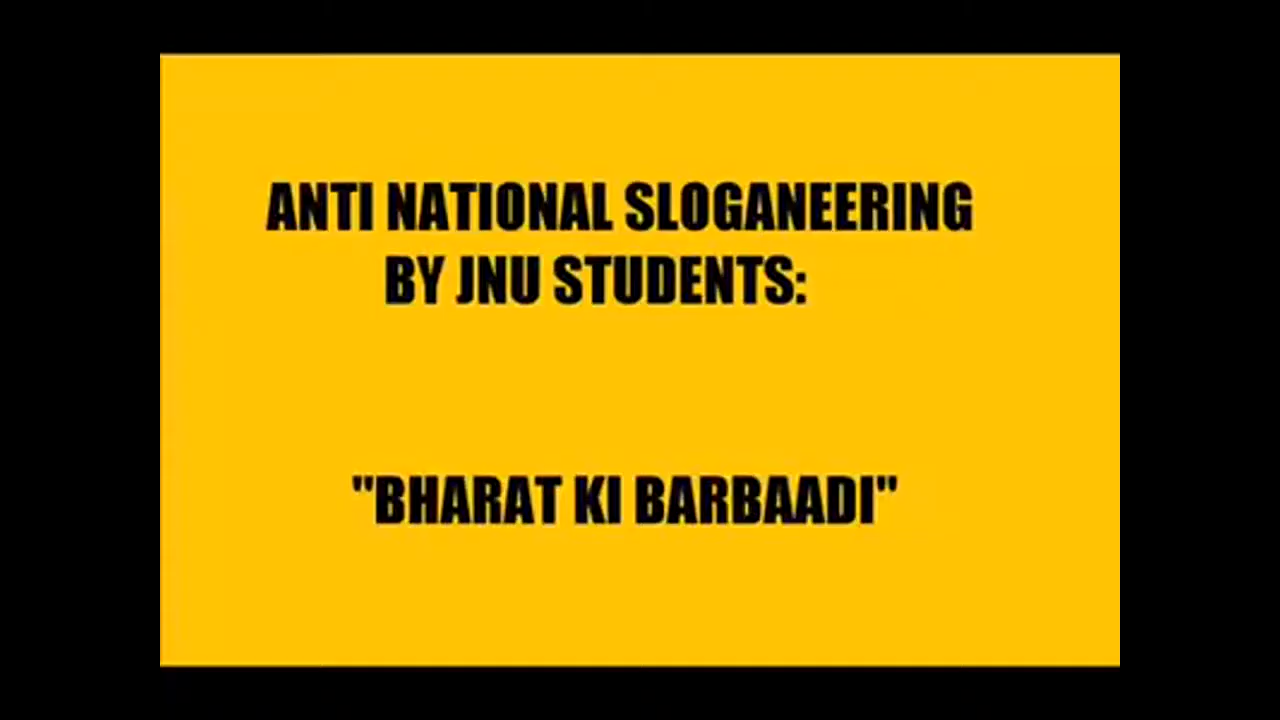 ANTI NATIONAL SLOGANEERING
BY JNU STUDENTS:
"BHARAT KI BARBAADI"